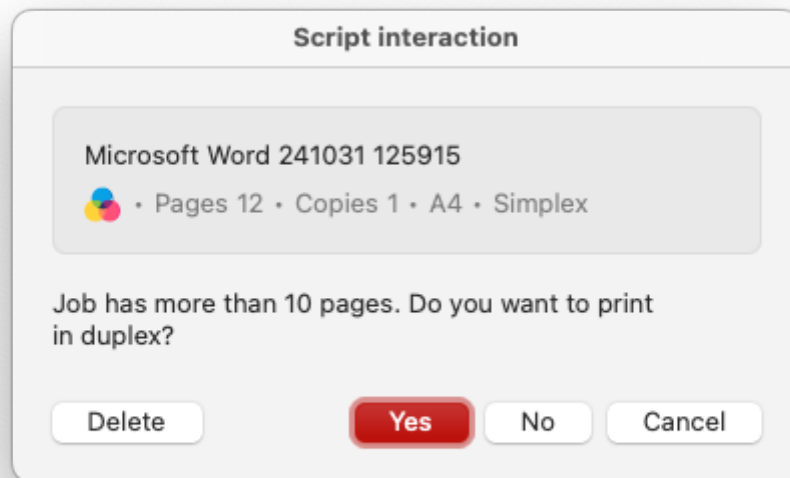 Script interaction
Microsoft Word 241031 125915
• Pages 12 • Copies 1 • A4 • Simplex
Job has more than 10 pages. Do you want to print
in duplex?
Delete Yes No Cancel